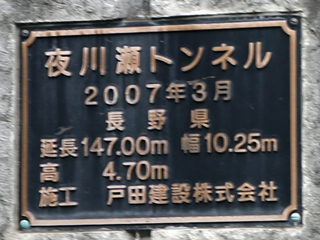 夜川瀬トンネル
2007年3月
長野県
延長147.00m 幅10.25m
高 4.70m
施工 戸田建設株式会社